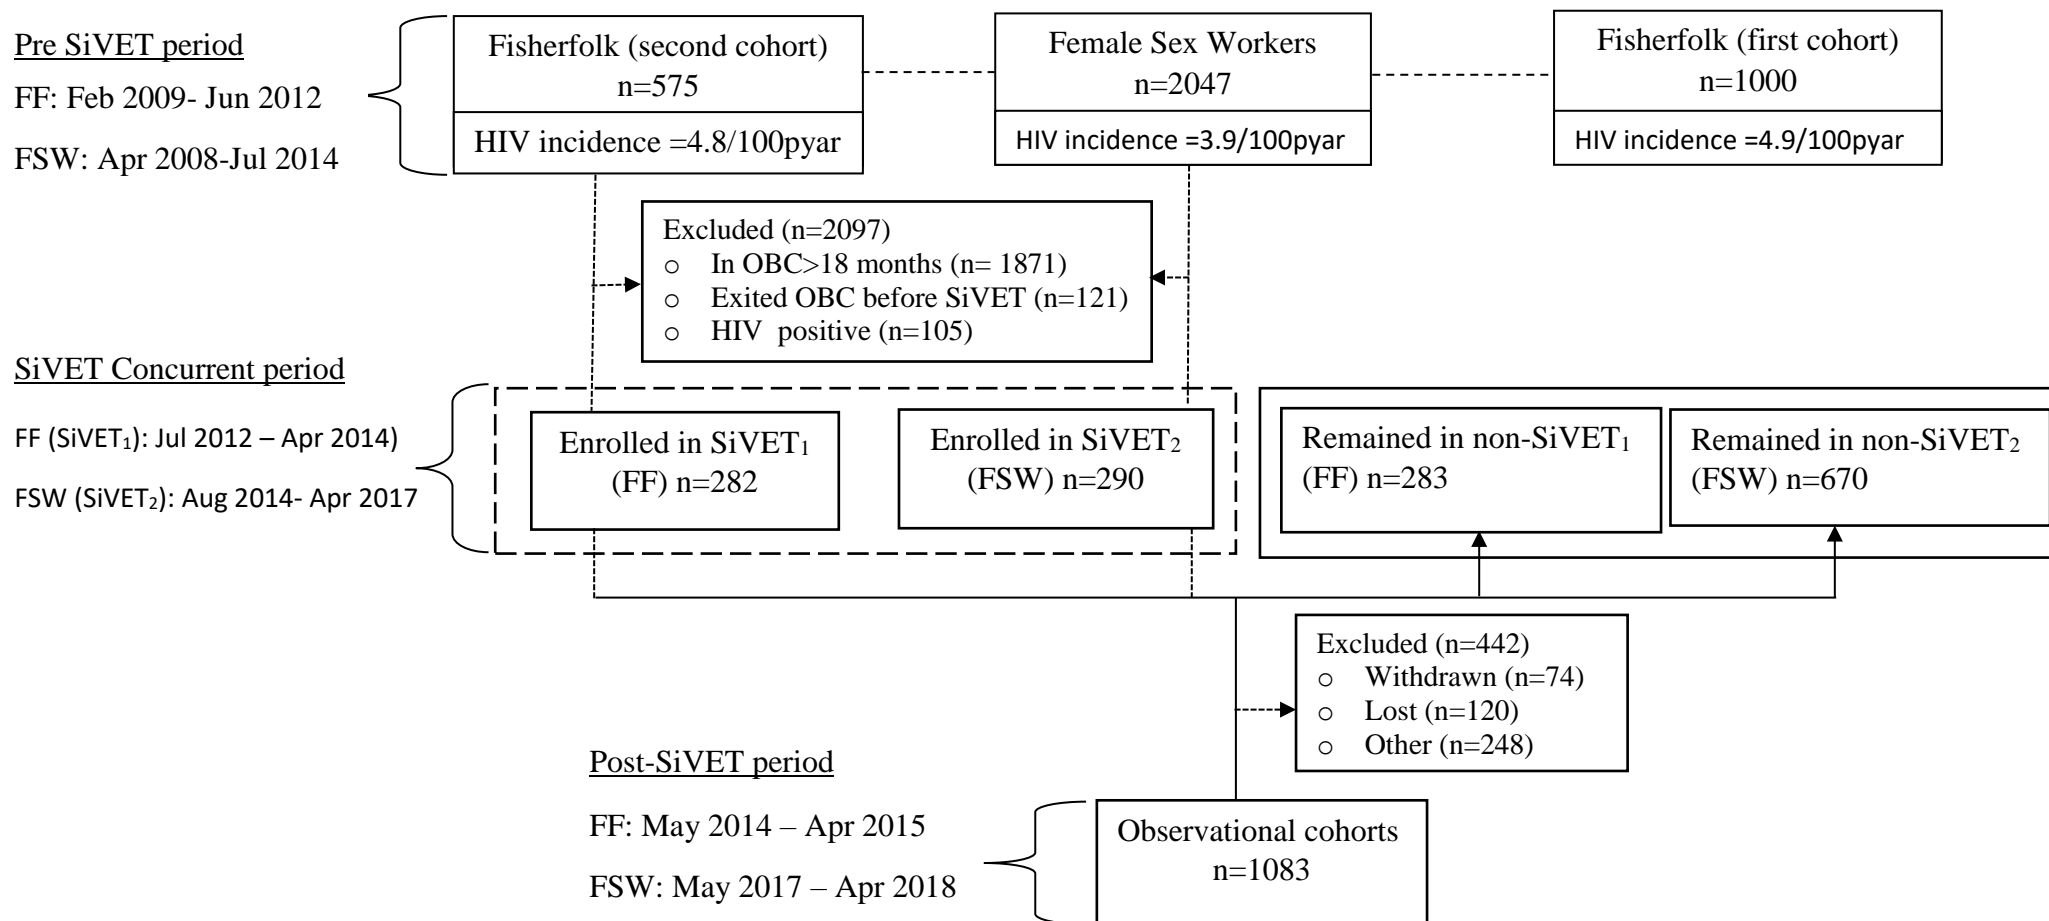 Pre SiVET period
FF: Feb 2009- Jun 2012
FSW: Apr 2008-Jul 2014
Fisherfolk (second cohort)
n=575
HIV incidence =4.8/100pyar
Female Sex Workers
n=2047
HIV incidence =3.9/100pyar
Fisherfolk (first cohort)
n=1000
HIV incidence =4.9/100pyar
Excluded (n=2097)
o In OBC>18 months (n= 1871)
o Exited OBC before SiVET (n=121)
o HIV positive (n=105)
SiVET Concurrent period
FF (SiVET₁): Jul 2012 – Apr 2014)
FSW (SiVET₂): Aug 2014- Apr 2017
Enrolled in SiVET₁
(FF) n=282
Enrolled in SiVET₂
(FSW) n=290
Remained in non-SiVET₁
(FF) n=283
Remained in non-SiVET₂
(FSW) n=670
Excluded (n=442)
o Withdrawn (n=74)
o Lost (n=120)
o Other (n=248)
Post-SiVET period
FF: May 2014 – Apr 2015
FSW: May 2017 – Apr 2018
Observational cohorts
n=1083